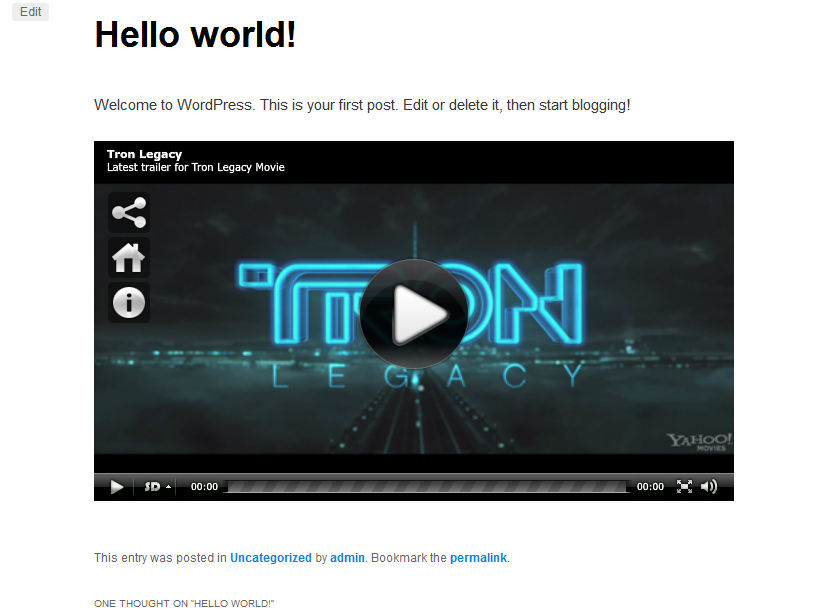 Edit
Hello world!
Welcome to WordPress. This is your first post. Edit or delete it, then start blogging!
Tron Legacy
Latest trailer for Tron Legacy Movie
TRON
LEGACY
YAHOO!
MOVIES
SD 00:00 00:00
This entry was posted in Uncategorized by admin. Bookmark the permalink.
ONE THOUGHT ON “HELLO WORLD!”